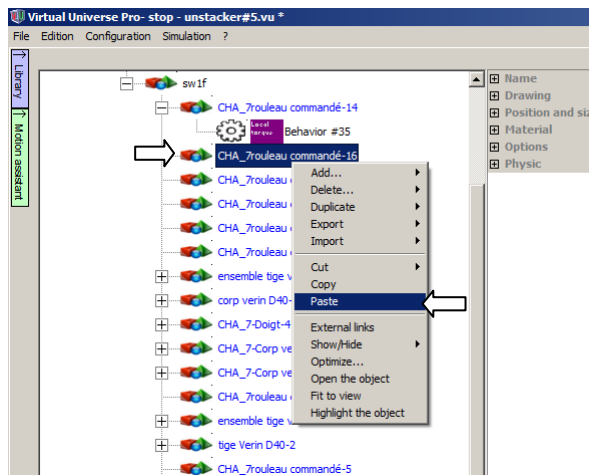 Virtual Universe Pro- stop - unstacker#5.vu *
File Edition Configuration Simulation ?
Library
Motion assistant
sw1f
CHA_7rouleau commandé-14
Local torque Behavior #35
CHA_7rouleau commandé-16
CHA_7rouleau
CHA_7rouleau
CHA_7rouleau
CHA_7rouleau
ensemble tige v
corp verin D40-
CHA_7-Doigt-4
CHA_7-Corp ve
CHA_7-Corp ve
CHA_7rouleau
ensemble tige v
tige Verin D40-2
CHA_7rouleau commandé-5
Add...
Delete...
Duplicate
Export
Import
Cut
Copy
Paste
External links
Show/Hide
Optimize...
Open the object
Fit to view
Highlight the object
Name
Drawing
Position and siz
Material
Options
Physic